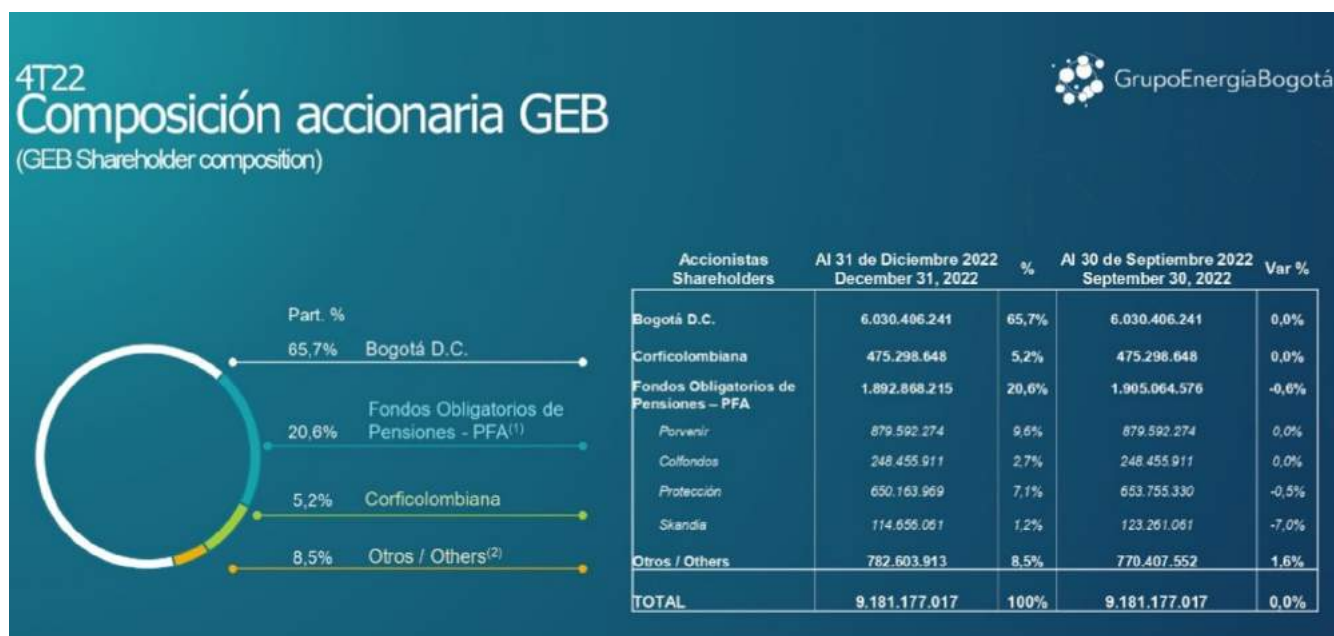 4T22
Composición accionaria GEB
(GEB Shareholder composition)
GrupoEnergíaBogotá
Part. %
65,7% Bogotá D.C.
20,6% Fondos Obligatorios de
Pensiones - PFA(1)
5,2% Corficolombiana
8,5% Otros / Others(2)
Accionistas Al 31 de Diciembre 2022 % Al 30 de Septiembre 2022 Var %
Shareholders December 31, 2022 September 30, 2022
Bogotá D.C. 6.030.406.241 65,7% 6.030.406.241 0,0%
Corficolombiana 475.298.648 5,2% 475.298.648 0,0%
Fondos Obligatorios de 1.892.868.215 20,6% 1.905.064.576 -0,6%
Pensiones – PFA
Porvenir 879.592.274 9,6% 879.592.274 0,0%
Colfondos 248.455.911 2,7% 248.455.911 0,0%
Protección 650.163.969 7,1% 653.755.330 -0,5%
Skandia 114.656.061 1,2% 123.261.061 -7,0%
Otros / Others 782.603.913 8,5% 770.407.552 1,6%
TOTAL 9.181.177.017 100% 9.181.177.017 0,0%